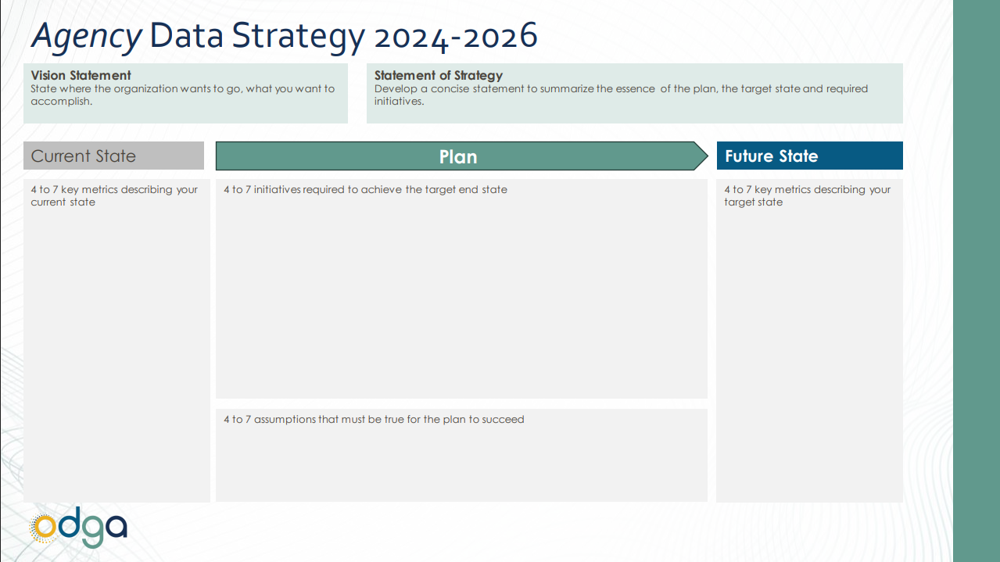 Agency Data Strategy 2024-2026
Vision Statement
State where the organization wants to go, what you want to
accomplish.
Statement of Strategy
Develop a concise statement to summarize the essence of the plan, the target state and required
initiatives.
Current State
Plan
Future State
4 to 7 key metrics describing your
current state
4 to 7 initiatives required to achieve the target end state
4 to 7 assumptions that must be true for the plan to succeed
4 to 7 key metrics describing your
target state
odga